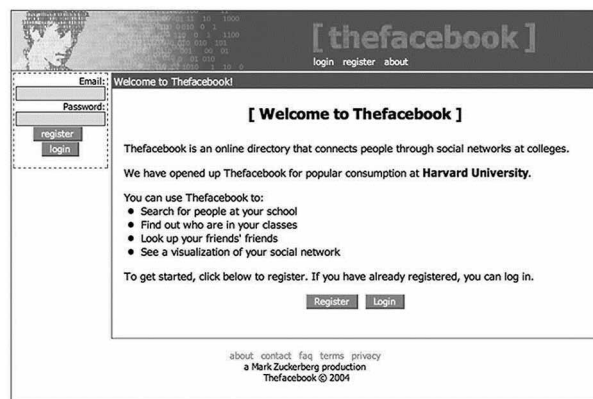 [ thefacebook ]
login register about
Email:
Password:
register
login
Welcome to Thefacebook!
[ Welcome to Thefacebook ]
Thefacebook is an online directory that connects people through social networks at colleges.
We have opened up Thefacebook for popular consumption at Harvard University.
You can use Thefacebook to:
• Search for people at your school
• Find out who are in your classes
• Look up your friends' friends
• See a visualization of your social network
To get started, click below to register. If you have already registered, you can log in.
Register Login
about contact faq terms privacy
a Mark Zuckerberg production
Thefacebook © 2004